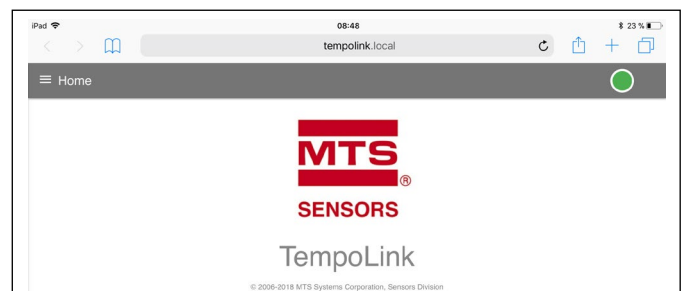 iPad 08:48 23 %
tempolink.local
Home
MTS
®
SENSORS
TempoLink
© 2006-2018 MTS Systems Corporation, Sensors Division